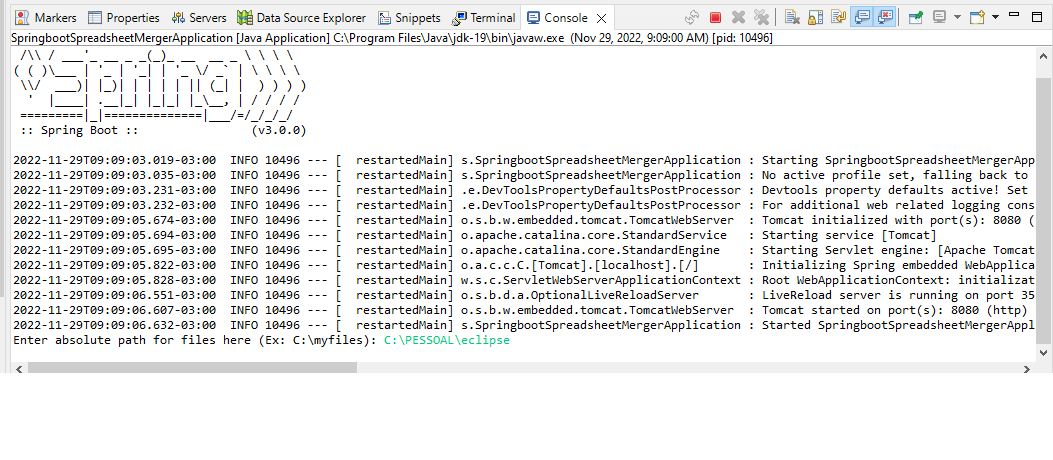 Markers Properties Servers Data Source Explorer Snippets Terminal Console
SpringbootSpreadsheetMergerApplication [Java Application] C:\Program Files\Java\jdk-19\bin\javaw.exe (Nov 29, 2022, 9:09:00 AM) [pid: 10496]
 /\\ / ___'_ __ _ _(_)_ __  __ _ \ \ \ \
( ( )\___ | '_ | '_| | '_ \/ _` | \ \ \ \
 \\/  ___)| |_)| | | | | || (_| |  ) ) ) )
  '  |____| .__|_| |_|_| |_\__, | / / / /
 =========|_|==============|___/=/_/_/_/
 :: Spring Boot ::                (v3.0.0)
2022-11-29T09:09:03.019-03:00  INFO 10496 --- [  restartedMain] s.SpringbootSpreadsheetMergerApplication : Starting SpringbootSpreadsheetMergerApp
2022-11-29T09:09:03.035-03:00  INFO 10496 --- [  restartedMain] s.SpringbootSpreadsheetMergerApplication : No active profile set, falling back to
2022-11-29T09:09:03.231-03:00  INFO 10496 --- [  restartedMain] .e.DevToolsPropertyDefaultsPostProcessor : Devtools property defaults active! Set
2022-11-29T09:09:03.232-03:00  INFO 10496 --- [  restartedMain] .e.DevToolsPropertyDefaultsPostProcessor : For additional web related logging cons
2022-11-29T09:09:05.674-03:00  INFO 10496 --- [  restartedMain] o.s.b.w.embedded.tomcat.TomcatWebServer  : Tomcat initialized with port(s): 8080 (
2022-11-29T09:09:05.694-03:00  INFO 10496 --- [  restartedMain] o.apache.catalina.core.StandardService   : Starting service [Tomcat]
2022-11-29T09:09:05.695-03:00  INFO 10496 --- [  restartedMain] o.apache.catalina.core.StandardEngine    : Starting Servlet engine: [Apache Tomcat
2022-11-29T09:09:05.822-03:00  INFO 10496 --- [  restartedMain] o.a.c.c.C.[Tomcat].[localhost].[/]       : Initializing Spring embedded WebApplica
2022-11-29T09:09:05.828-03:00  INFO 10496 --- [  restartedMain] w.s.c.ServletWebServerApplicationContext : Root WebApplicationContext: initializat
2022-11-29T09:09:06.551-03:00  INFO 10496 --- [  restartedMain] o.s.b.d.a.OptionalLiveReloadServer       : LiveReload server is running on port 35
2022-11-29T09:09:06.607-03:00  INFO 10496 --- [  restartedMain] o.s.b.w.embedded.tomcat.TomcatWebServer  : Tomcat started on port(s): 8080 (http)
2022-11-29T09:09:06.632-03:00  INFO 10496 --- [  restartedMain] s.SpringbootSpreadsheetMergerApplication : Started SpringbootSpreadsheetMergerAppl
Enter absolute path for files here (Ex: C:\myfiles): C:\PESSOAL\eclipse